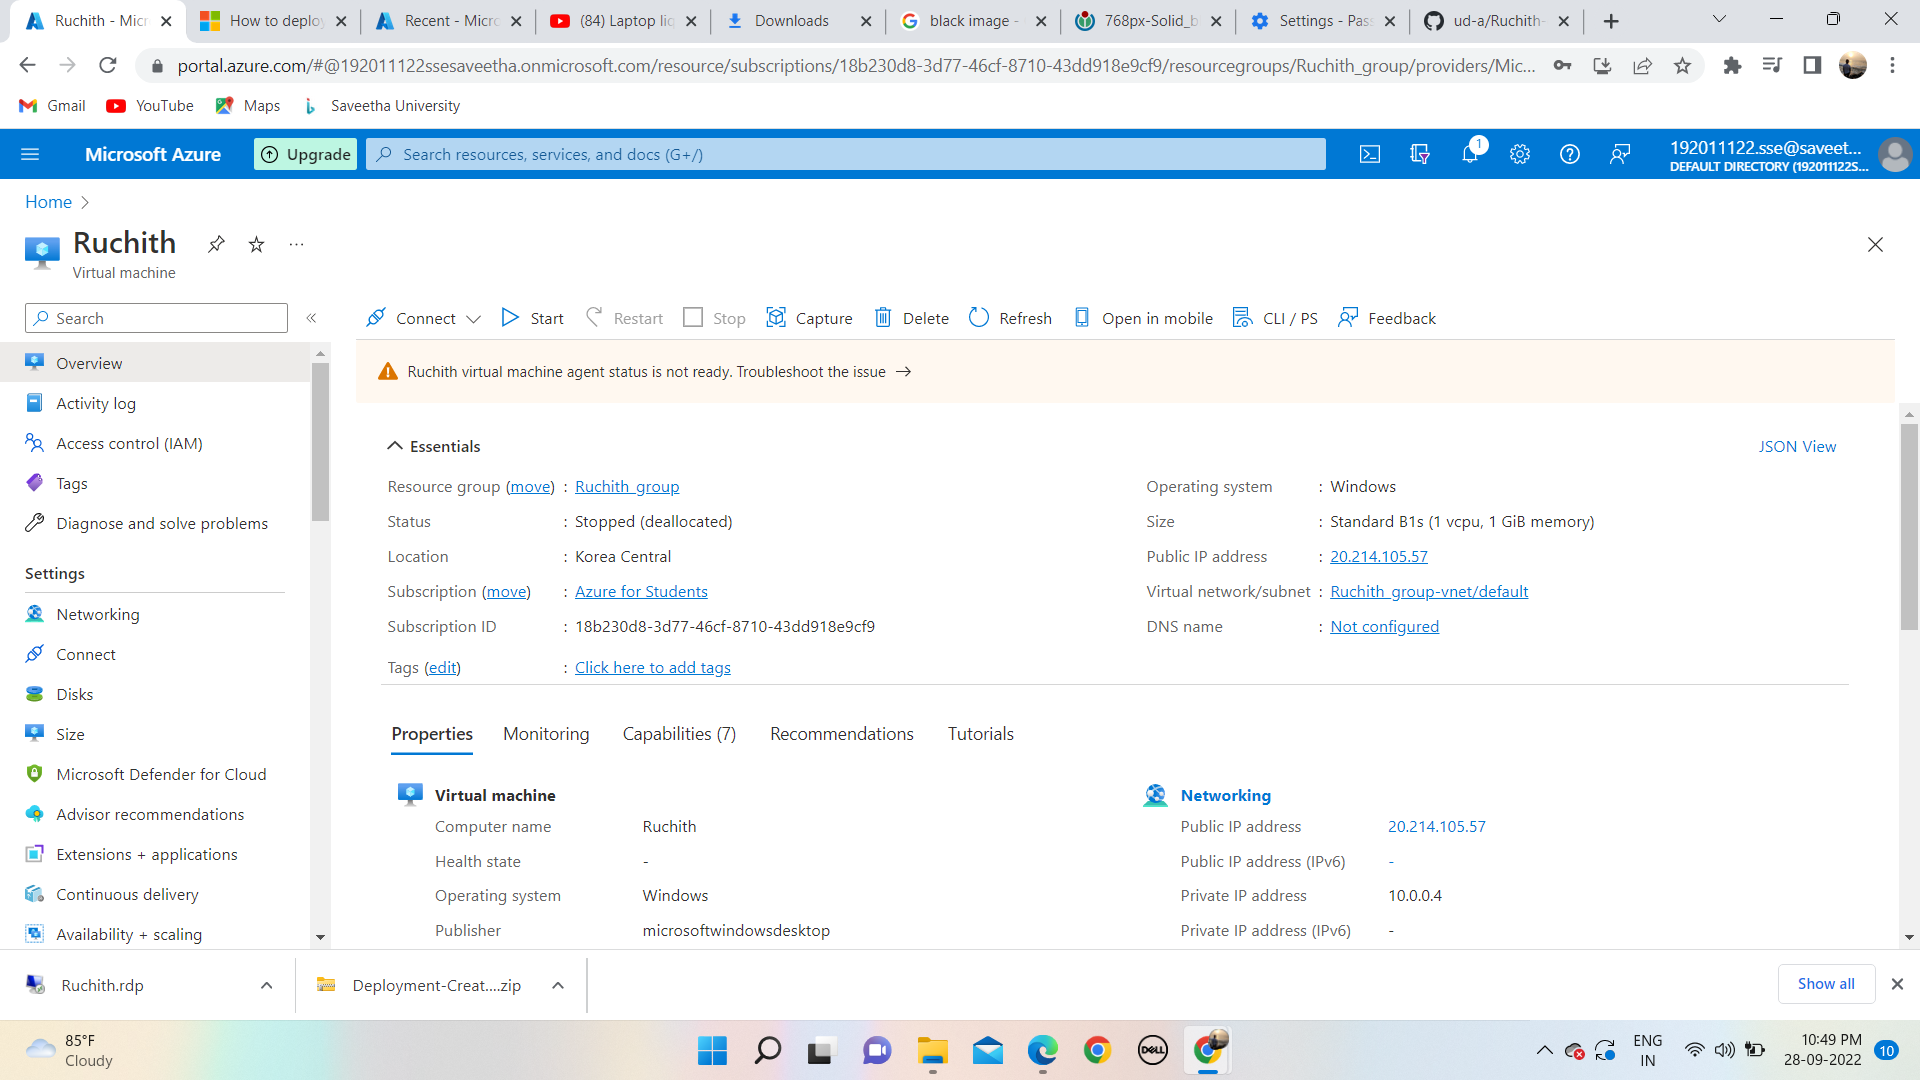 Ruchith - Micr
How to deploy
Recent - Micro
(84) Laptop liq
Downloads
black image -
768px-Solid_b
Settings - Pass
ud-a/Ruchith-
portal.azure.com/#@192011122ssesaveetha.onmicrosoft.com/resource/subscriptions/18b230d8-3d77-46cf-8710-43dd918e9cf9/resourcegroups/Ruchith_group/providers/Mic...
Gmail
YouTube
Maps
Saveetha University
Microsoft Azure
Upgrade
Search resources, services, and docs (G+/)
1
192011122.sse@saveet...
DEFAULT DIRECTORY (192011122S...
Home
Ruchith
Virtual machine
Search
Connect
Start
Restart
Stop
Capture
Delete
Refresh
Open in mobile
CLI / PS
Feedback
Overview
Activity log
Access control (IAM)
Tags
Diagnose and solve problems
Settings
Networking
Connect
Disks
Size
Microsoft Defender for Cloud
Advisor recommendations
Extensions + applications
Continuous delivery
Availability + scaling
Ruchith virtual machine agent status is not ready. Troubleshoot the issue →
Essentials
JSON View
Resource group (move) : Ruchith_group
Status : Stopped (deallocated)
Location : Korea Central
Subscription (move) : Azure for Students
Subscription ID : 18b230d8-3d77-46cf-8710-43dd918e9cf9
Tags (edit) : Click here to add tags
Operating system : Windows
Size : Standard B1s (1 vcpu, 1 GiB memory)
Public IP address : 20.214.105.57
Virtual network/subnet : Ruchith_group-vnet/default
DNS name : Not configured
Properties
Monitoring
Capabilities (7)
Recommendations
Tutorials
Virtual machine
Computer name Ruchith
Health state -
Operating system Windows
Publisher microsoftwindowsdesktop
Networking
Public IP address 20.214.105.57
Public IP address (IPv6) -
Private IP address 10.0.0.4
Private IP address (IPv6) -
Ruchith.rdp
Deployment-Creat....zip
Show all
85°F
Cloudy
DELL
ENG
IN
10:49 PM
28-09-2022
10